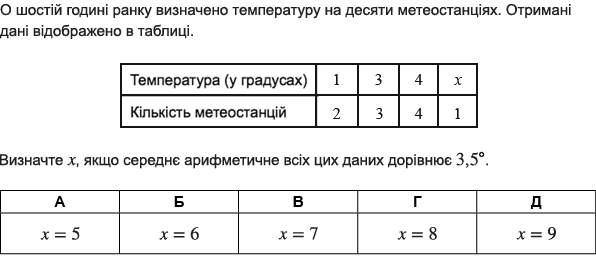 О шостій годині ранку визначено температуру на десяти метеостанціях. Отримані
дані відображено в таблиці.
Температура (у градусах) 1 3 4 x
Кількість метеостанцій 2 3 4 1
Визначте x, якщо середнє арифметичне всіх цих даних дорівнює 3,5°.
А Б В Г Д
x = 5 x = 6 x = 7 x = 8 x = 9